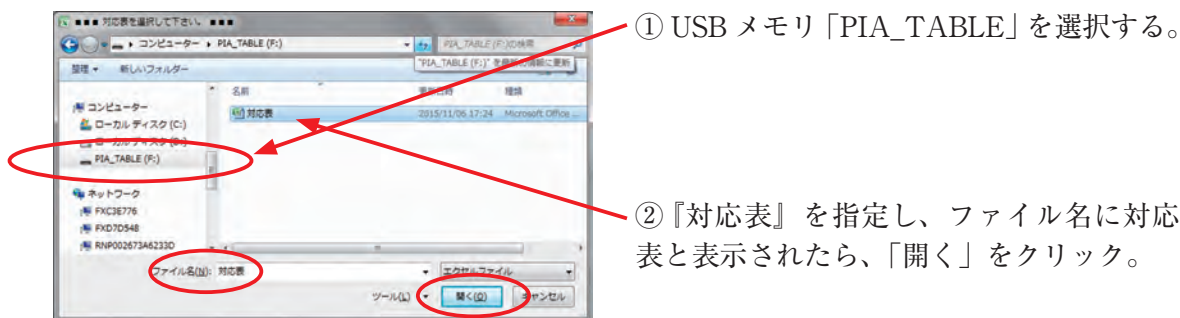 ■■■ 対応表を選択して下さい。 ■■■
コンピューター ▸ PIA_TABLE (F:)
PIA_TABLE (F:)の検索
"PIA_TABLE (F:)" を最新の情報に更新
整理 ▾ 新しいフォルダー
名前 更新日時 種類
対応表 2015/11/06 17:24 Microsoft Office ...
コンピューター
ローカル ディスク (C:)
ローカル ディスク
PIA_TABLE (F:)
ネットワーク
FXC3E776
FXD7D548
RNP002673A6233D
ファイル名(N): 対応表
エクセルファイル
ツール(L) ▾ 開く(O) キャンセル
① USB メモリ「PIA_TABLE」を選択する。
②『対応表』を指定し、ファイル名に対応
表と表示されたら、「開く」をクリック。